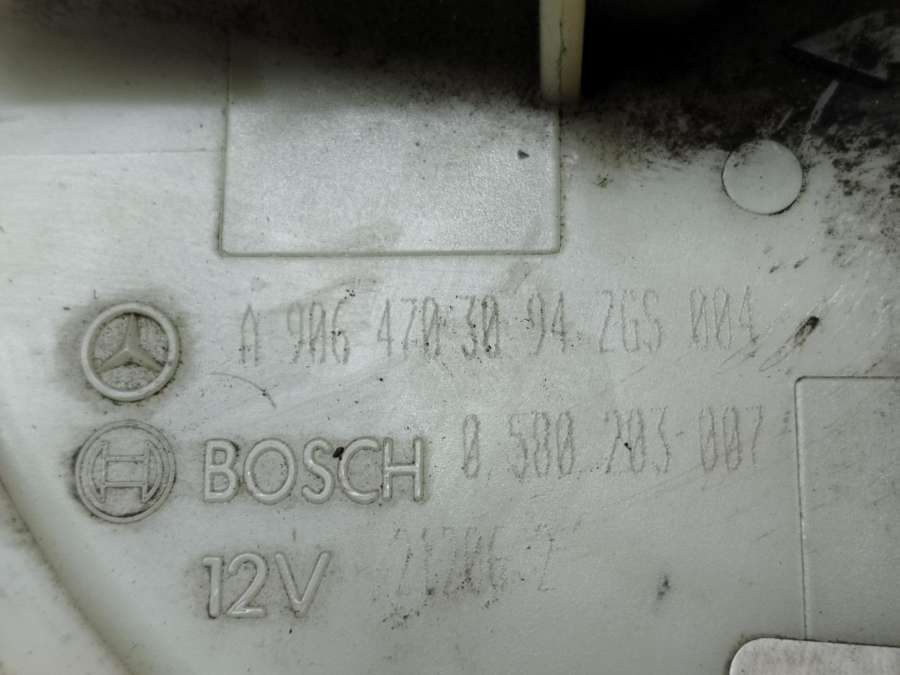 A 906 470 30 94 ZGS 004
BOSCH 0 580 203 007
12V